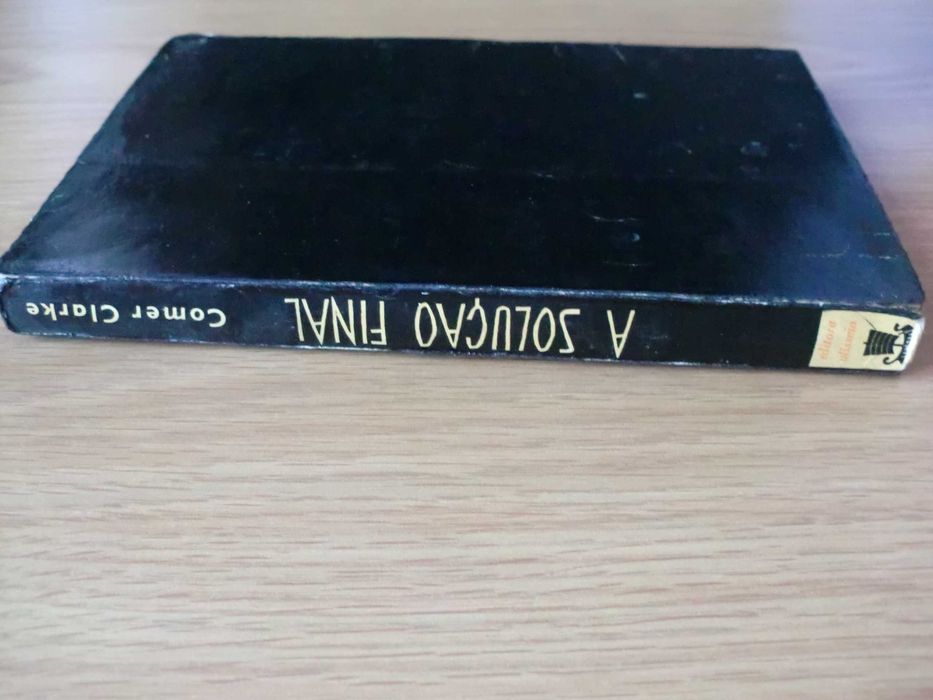 A SOLUÇÃO FINAL
Comer Clarke
editora
ulisseia